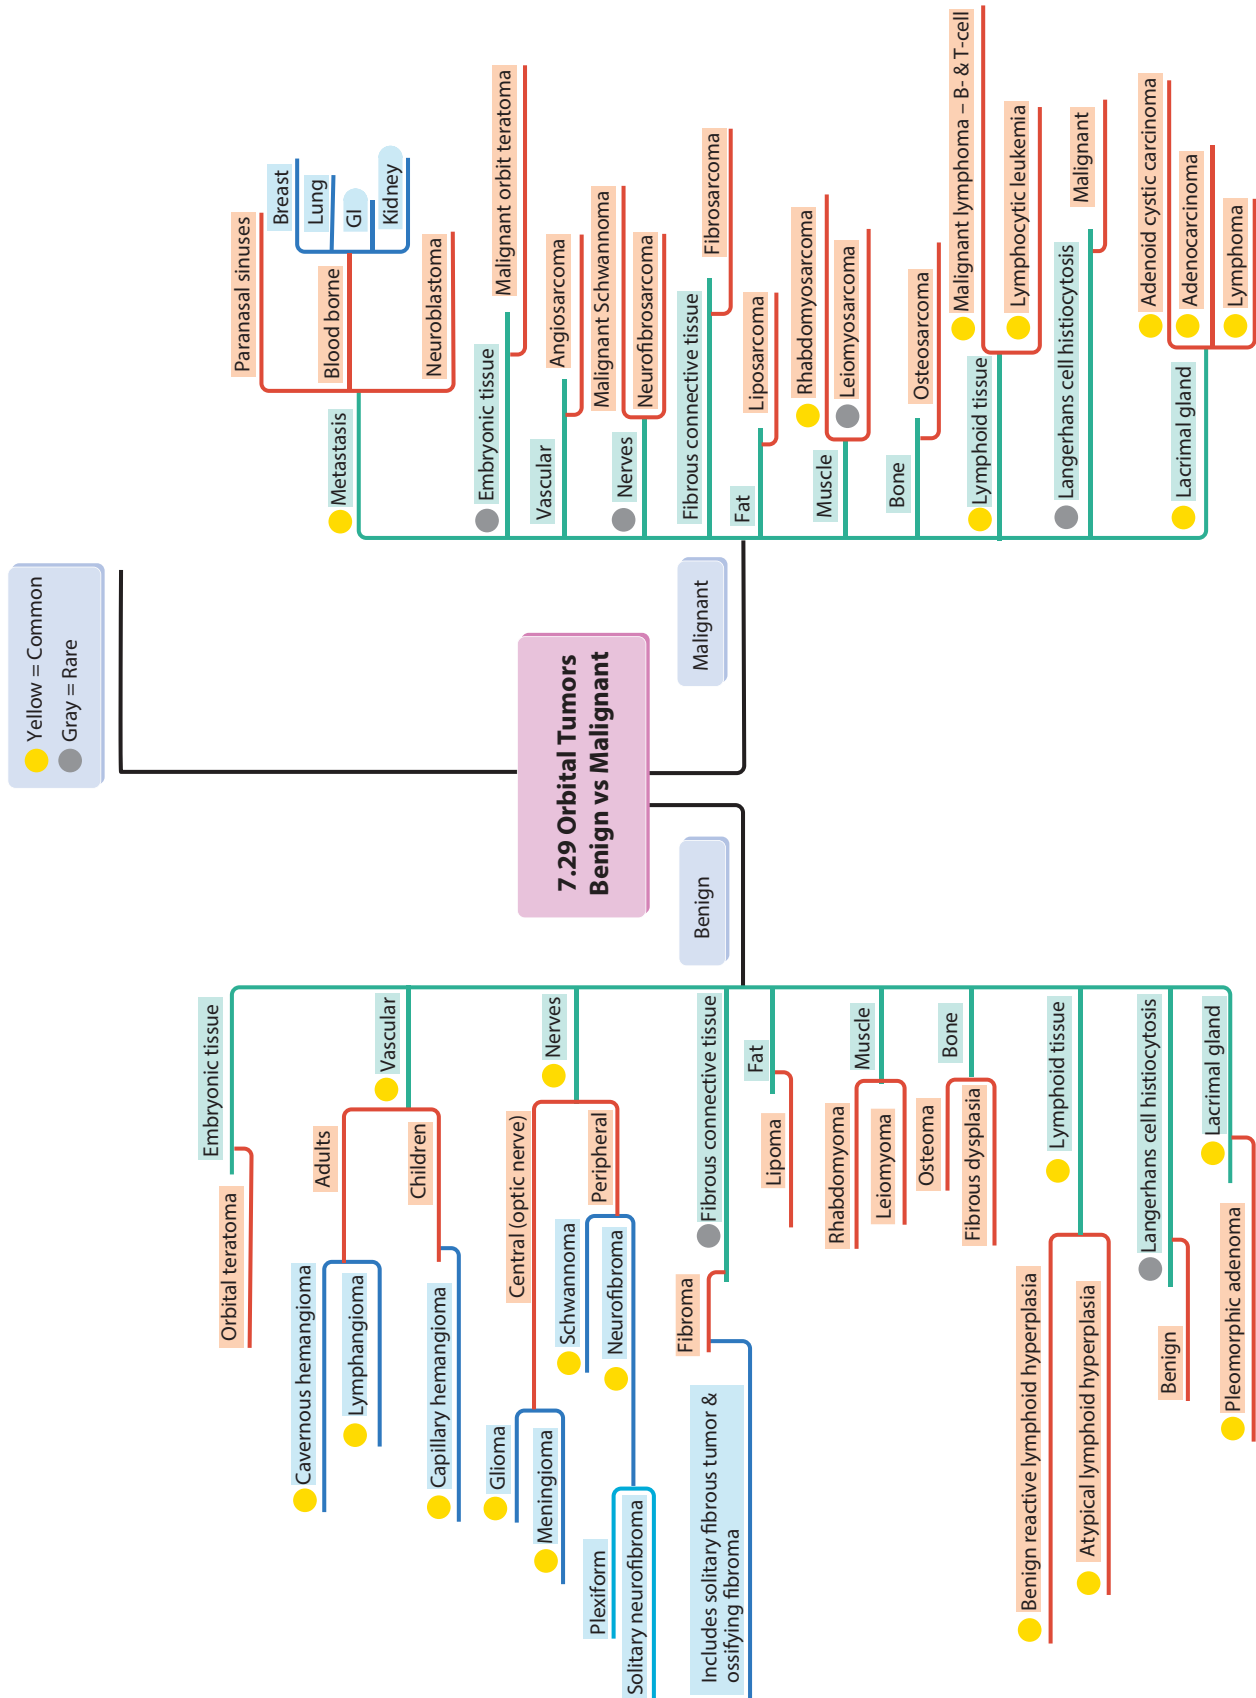 Yellow = Common
Gray = Rare
7.29 Orbital Tumors
Benign vs Malignant
Benign
Embryonic tissue
Orbital teratoma
Vascular
Adults
Cavernous hemangioma
Lymphangioma
Children
Capillary hemangioma
Nerves
Central (optic nerve)
Glioma
Meningioma
Peripheral
Schwannoma
Neurofibroma
Plexiform
Solitary neurofibroma
Fibrous connective tissue
Fibroma
Includes solitary fibrous tumor &
ossifying fibroma
Fat
Lipoma
Muscle
Rhabdomyoma
Leiomyoma
Bone
Osteoma
Fibrous dysplasia
Lymphoid tissue
Benign reactive lymphoid hyperplasia
Atypical lymphoid hyperplasia
Langerhans cell histiocytosis
Benign
Lacrimal gland
Pleomorphic adenoma
Malignant
Metastasis
Paranasal sinuses
Blood borne
Breast
Lung
GI
Kidney
Neuroblastoma
Embryonic tissue
Malignant orbit teratoma
Vascular
Angiosarcoma
Nerves
Malignant Schwannoma
Neurofibrosarcoma
Fibrous connective tissue
Fibrosarcoma
Fat
Liposarcoma
Muscle
Rhabdomyosarcoma
Leiomyosarcoma
Bone
Osteosarcoma
Lymphoid tissue
Malignant lymphoma – B- & T-cell
Lymphocytic leukemia
Langerhans cell histiocytosis
Malignant
Lacrimal gland
Adenoid cystic carcinoma
Adenocarcinoma
Lymphoma